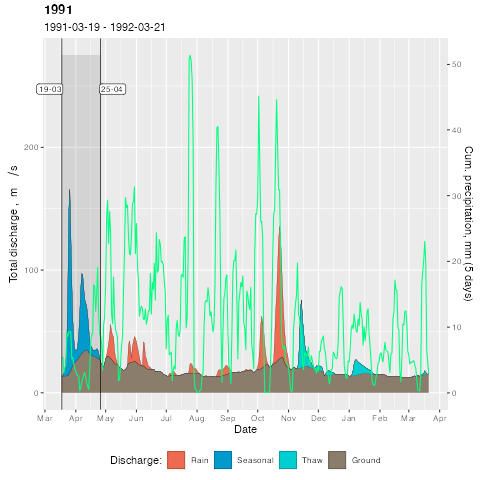 1991
1991-03-19 - 1992-03-21
19-03
25-04
200
100
0
50
40
30
20
10
0
Total discharge, m /s
Cum. precipitation, mm (5 days)
Mar Apr May Jun Jul Aug Sep Oct Nov Dec Jan Feb Mar Apr
Date
Discharge: Rain Seasonal Thaw Ground